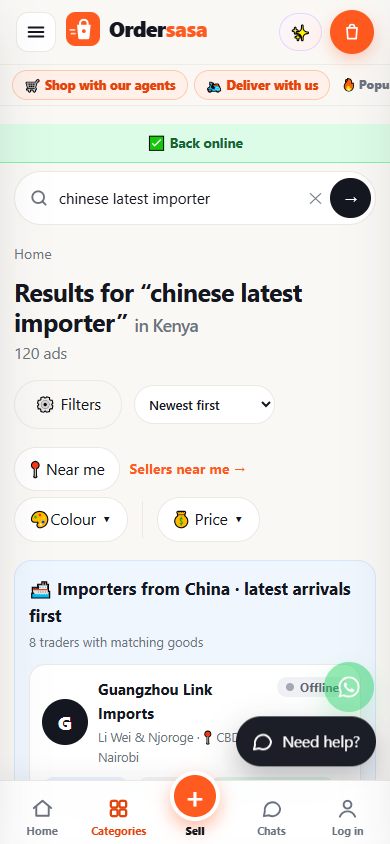 Ordersasa
Shop with our agents
Deliver with us
Popu
Back online
chinese latest importer
Home
Results for “chinese latest
importer” in Kenya
120 ads
Filters
Newest first
Near me
Sellers near me →
Colour
Price
Importers from China · latest arrivals
first
8 traders with matching goods
G
Guangzhou Link
Imports
Offline
Li Wei & Njoroge · CBD
Nairobi
Need help?
Home
Categories
Sell
Chats
Log in